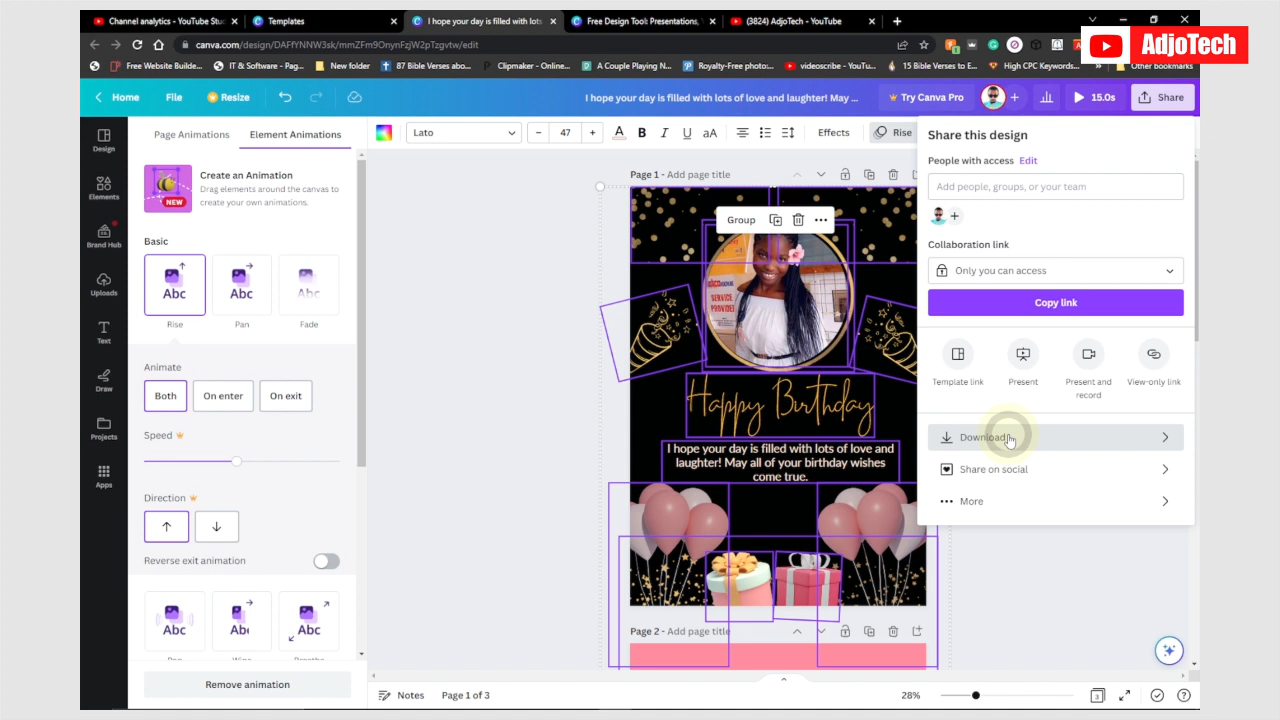 Channel analytics - YouTube Stu
Templates
I hope your day is filled with lots
Free Design Tool: Presentations, V
(3824) AdjoTech - YouTube
AdjoTech
canva.com/design/DAFfYNNW3sk/mmZFm9OnynFzjW2pTzgvtw/edit
Free Website Builde...
IT & Software - Pag...
New folder
87 Bible Verses abo...
Clipmaker - Online...
A Couple Playing N...
Royalty-Free photo:...
videoscribe - YouTu...
15 Bible Verses to E...
High CPC Keywords...
Other bookmarks
Home
File
Resize
I hope your day is filled with lots of love and laughter! May ...
Try Canva Pro
15.0s
Share
Design
Elements
Brand Hub
Uploads
Text
Draw
Projects
Apps
Page Animations
Element Animations
NEW
Create an Animation
Drag elements around the canvas to
create your own animations.
Basic
Abc
Abc
Abc
Rise
Pan
Fade
Animate
Both
On enter
On exit
Speed
Direction
Reverse exit animation
Abc
Abc
Abc
Remove animation
Lato
47
A
B
I
U
aA
Effects
Rise
Page 1 - Add page title
Group
SERVICE
Happy Birthday
I hope your day is filled with lots of love and
laughter! May all of your birthday wishes
come true.
Page 2 - Add page title
Notes
Page 1 of 3
28%
3
Share this design
People with access Edit
Add people, groups, or your team
Collaboration link
Only you can access
Copy link
Template link
Present
Present and
record
View-only link
Download
Share on social
More